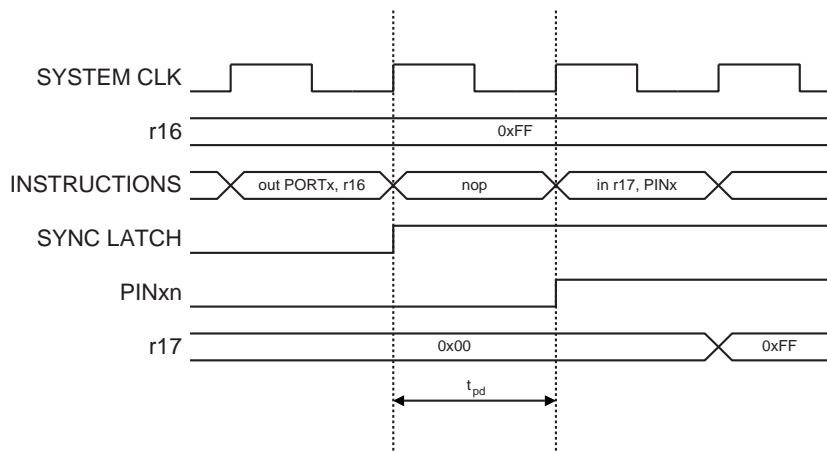 SYSTEM CLK
r16
0xFF
INSTRUCTIONS
out PORTx, r16
nop
in r17, PINx
SYNC LATCH
PINxn
r17
0x00
0xFF
tpd